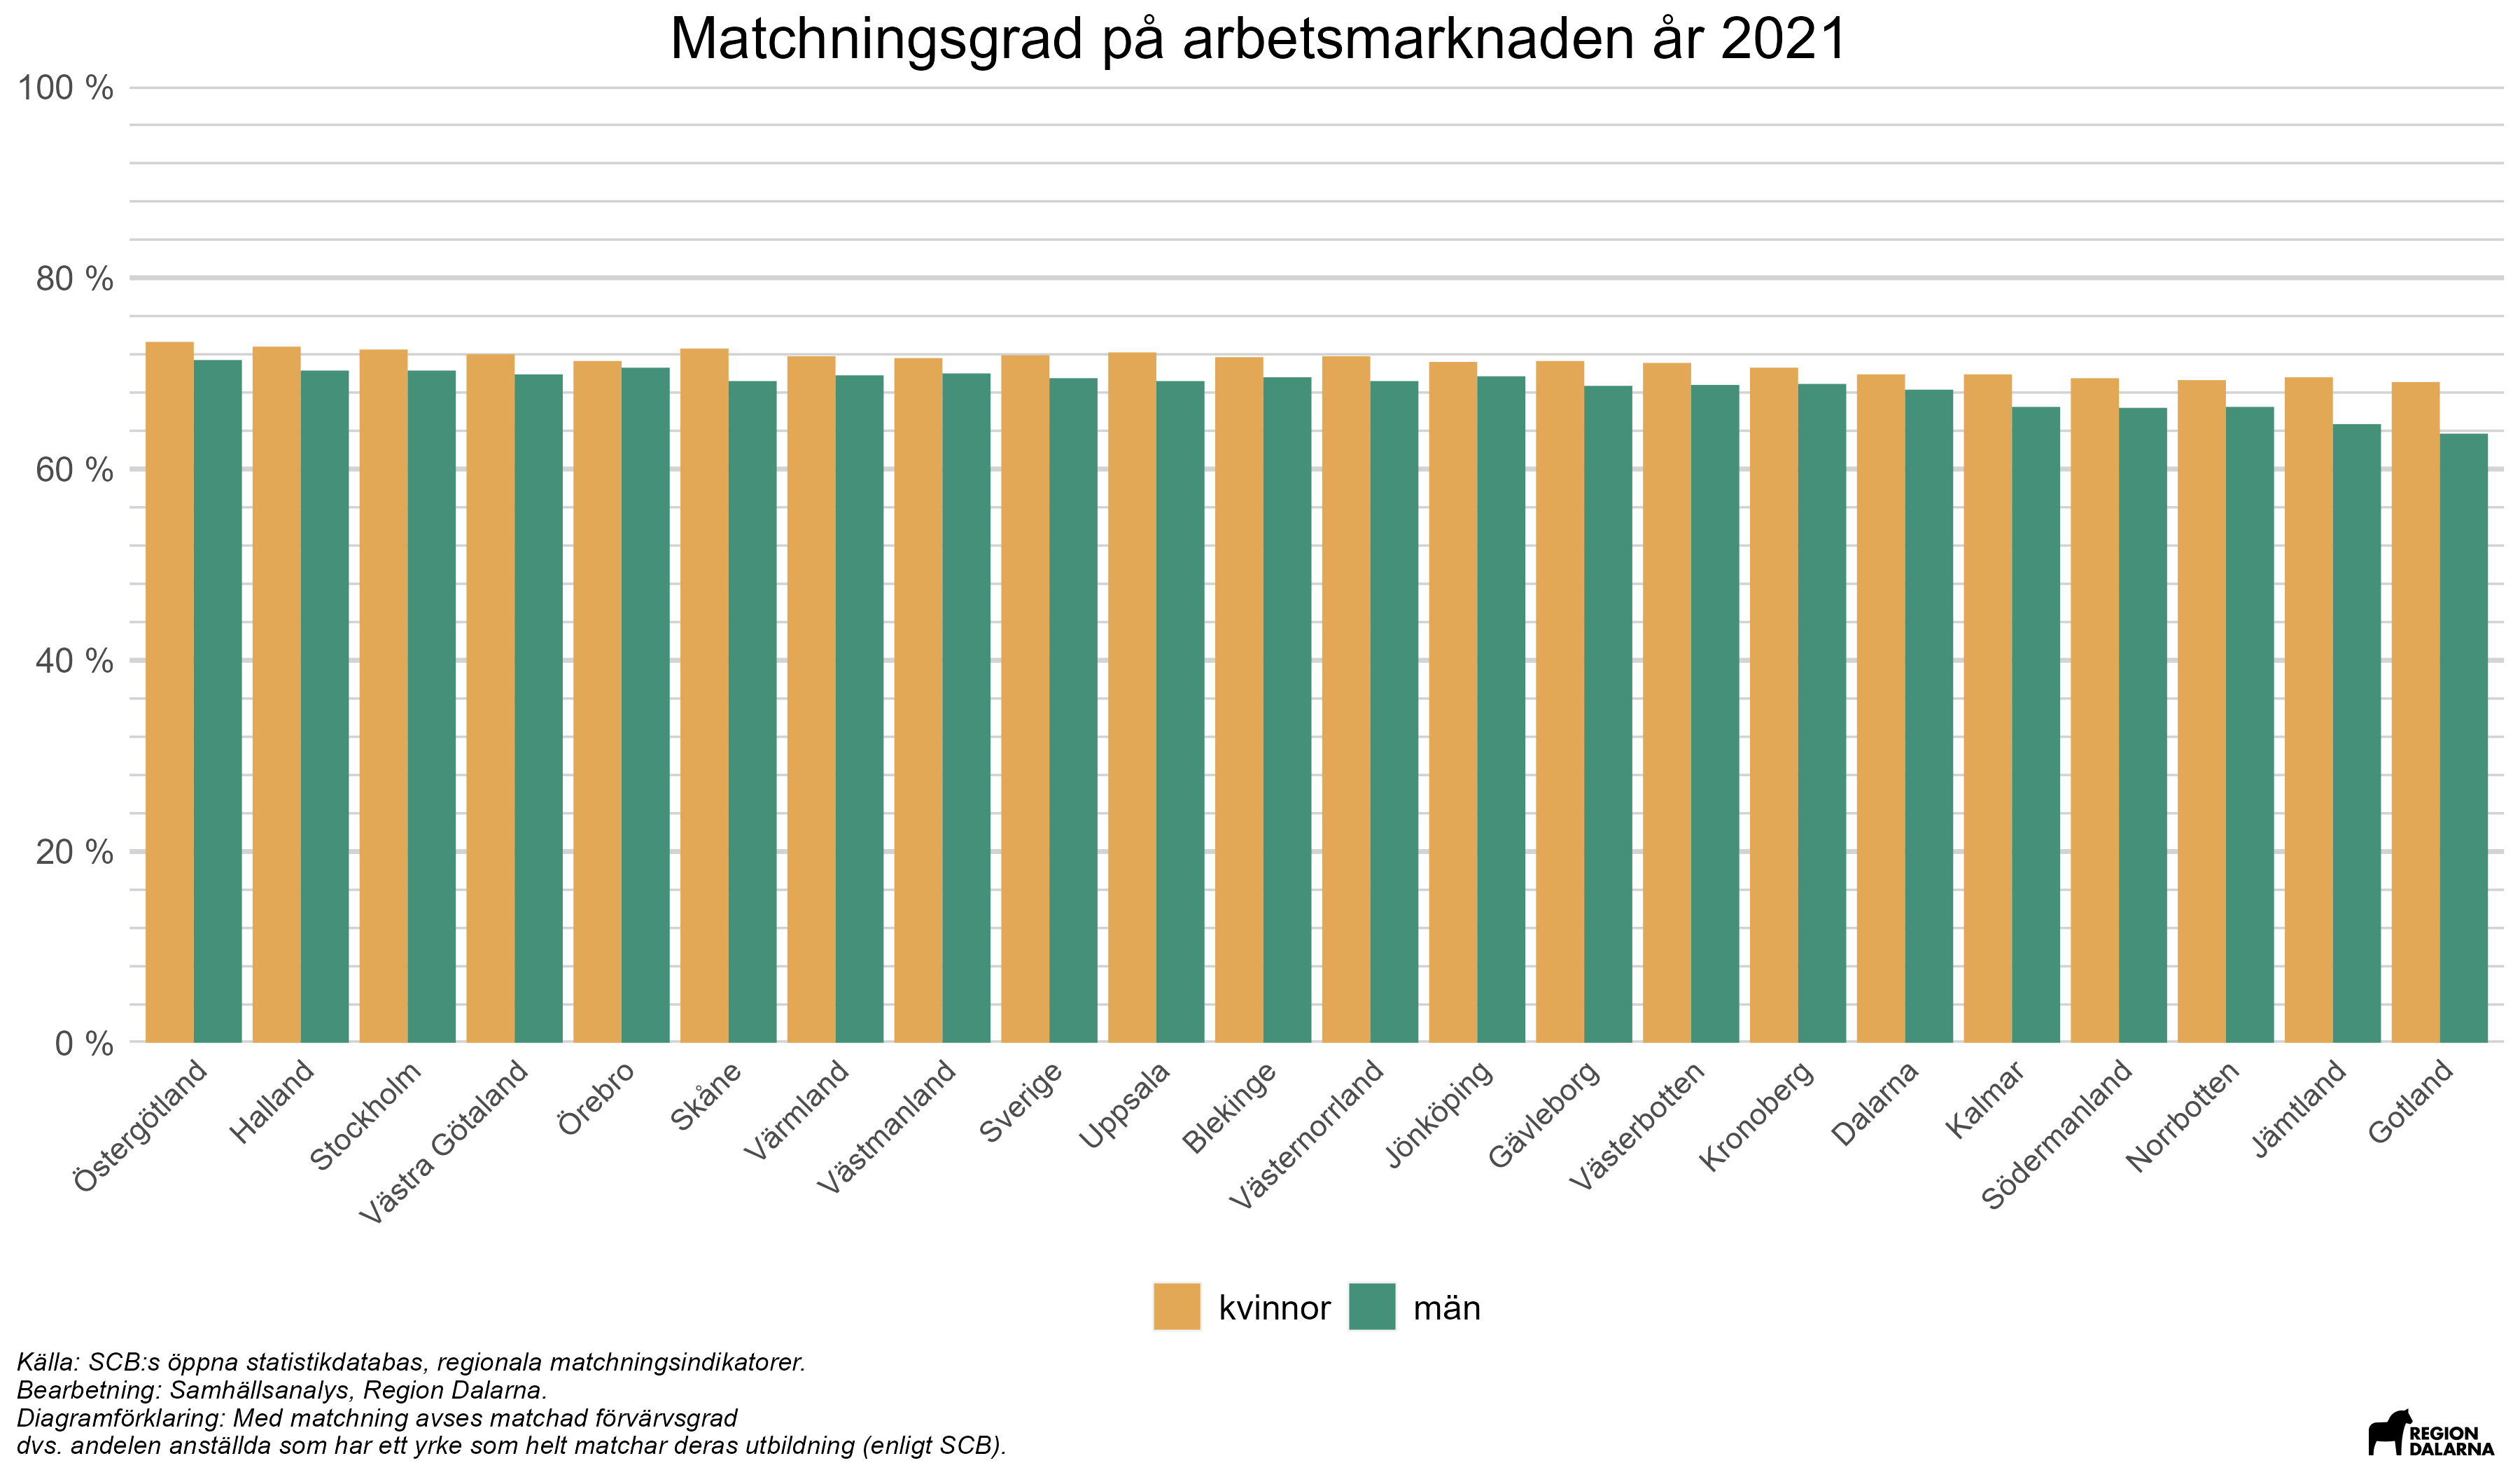 Matchningsgrad på arbetsmarknaden år 2021
100 %
80 %
60 %
40 %
20 %
0 %
Östergötland
Halland
Stockholm
Västra Götaland
Örebro
Skåne
Värmland
Västmanland
Sverige
Uppsala
Blekinge
Västernorrland
Jönköping
Gävleborg
Västerbotten
Kronoberg
Dalarna
Kalmar
Södermanland
Norrbotten
Jämtland
Gotland
kvinnor
män
Källa: SCB:s öppna statistikdatabas, regionala matchningsindikatorer.
Bearbetning: Samhällsanalys, Region Dalarna.
Diagramförklaring: Med matchning avses matchad förvärvsgrad
dvs. andelen anställda som har ett yrke som helt matchar deras utbildning (enligt SCB).
REGION
DALARNA